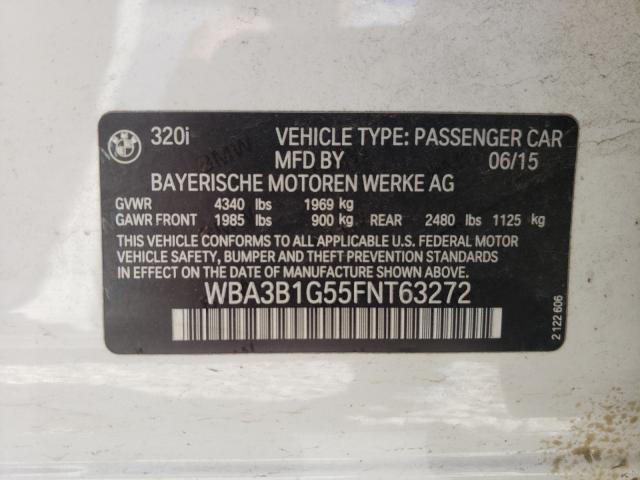 320i VEHICLE TYPE: PASSENGER CAR
MFD BY 06/15
BAYERISCHE MOTOREN WERKE AG
GVWR 4340 lbs 1969 kg
GAWR FRONT 1985 lbs 900 kg REAR 2480 lbs 1125 kg
THIS VEHICLE CONFORMS TO ALL APPLICABLE U.S. FEDERAL MOTOR
VEHICLE SAFETY, BUMPER AND THEFT PREVENTION STANDARDS
IN EFFECT ON THE DATE OF MANUFACTURE SHOWN ABOVE.
WBA3B1G55FNT63272
2 122 606